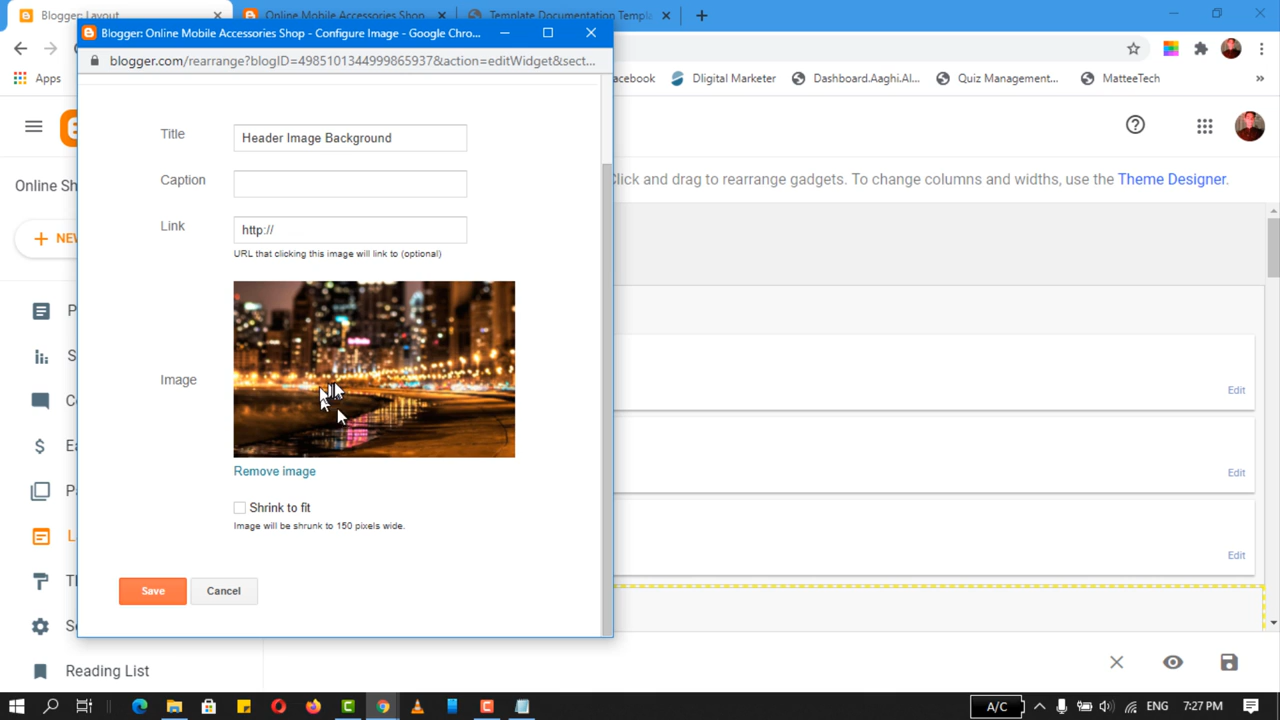 Blogger: Layout
Online Mobile Accessories Shop
Template Documentation Templ
Blogger: Online Mobile Accessories Shop - Configure Image - Google Chro...
blogger.com/rearrange?blogID=4985101344999865937&action=editWidget&sect...
Apps
acebook
Dligital Marketer
Dashboard.Aaghi.Al...
Quiz Management...
MatteeTech
»
Title
Header Image Background
Caption
Link
http://
URL that clicking this image will link to (optional)
Image
Remove image
Shrink to fit
Image will be shrunk to 150 pixels wide.
Save
Cancel
Online Sh
NEW
Click and drag to rearrange gadgets. To change columns and widths, use the Theme Designer.
Edit
Edit
Edit
Reading List
A/C
ENG
7:27 PM